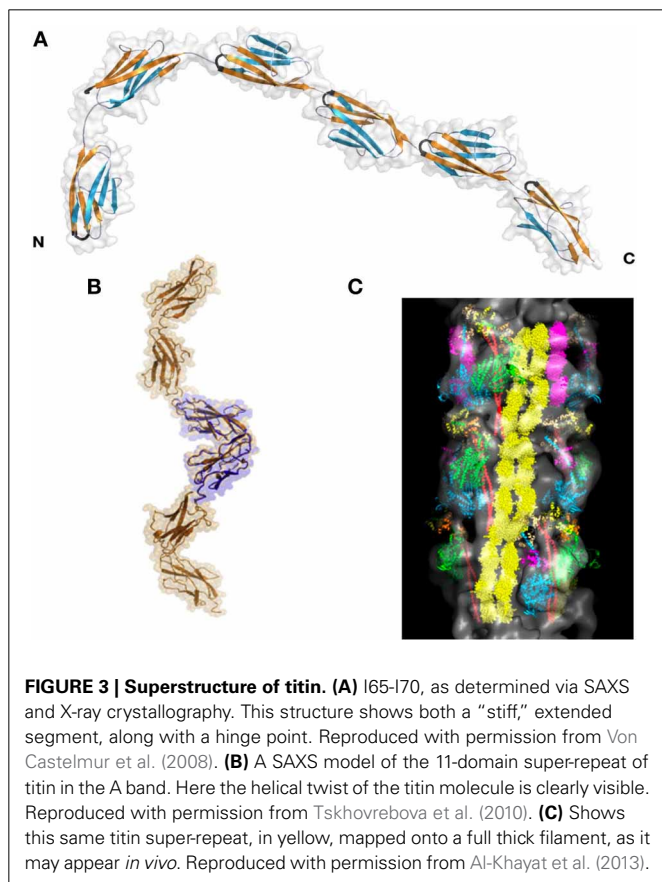 A
N
C
B
C
FIGURE 3 | Superstructure of titin. (A) I65-I70, as determined via SAXS
and X-ray crystallography. This structure shows both a “stiff,” extended
segment, along with a hinge point. Reproduced with permission from Von
Castelmur et al. (2008). (B) A SAXS model of the 11-domain super-repeat of
titin in the A band. Here the helical twist of the titin molecule is clearly visible.
Reproduced with permission from Tskhovrebova et al. (2010). (C) Shows
this same titin super-repeat, in yellow, mapped onto a full thick filament, as it
may appear in vivo. Reproduced with permission from Al-Khayat et al. (2013).